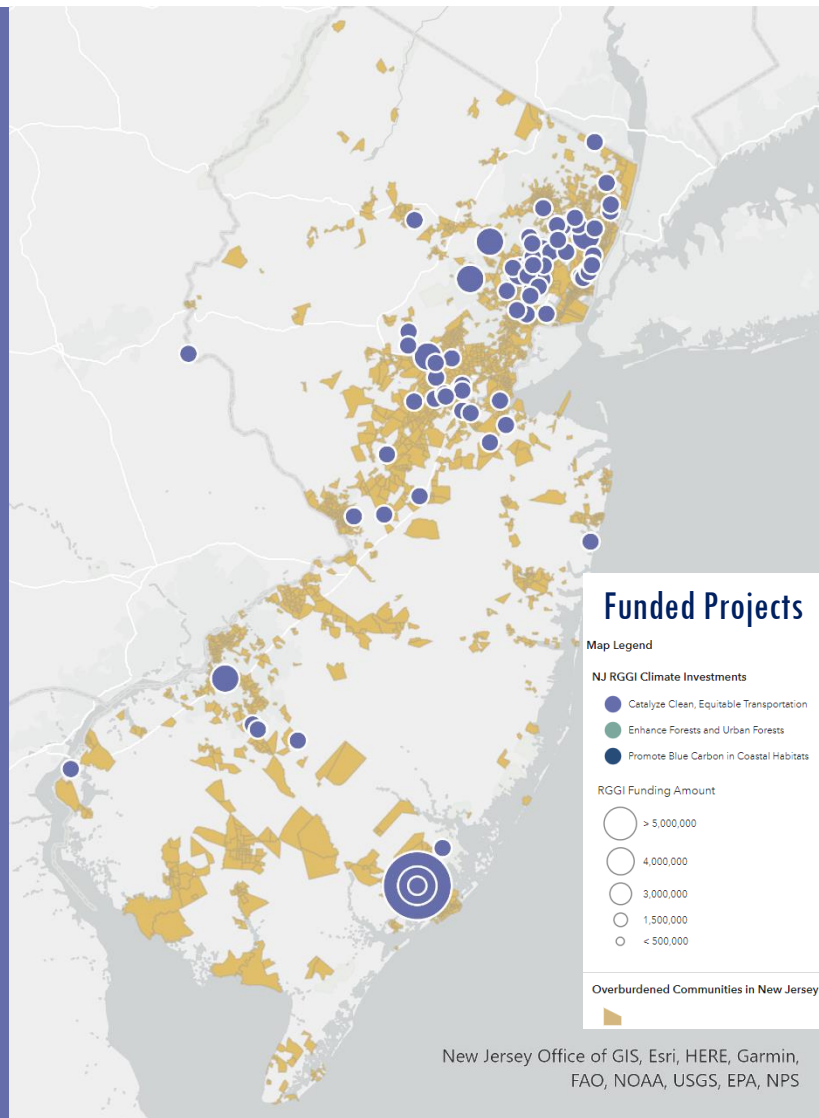 Funded Projects
Map Legend
NJ RGGI Climate Investments
Catalyze Clean, Equitable Transportation
Enhance Forests and Urban Forests
Promote Blue Carbon in Coastal Habitats
RGGI Funding Amount
> 5,000,000
4,000,000
3,000,000
1,500,000
< 500,000
Overburdened Communities in New Jersey
New Jersey Office of GIS, Esri, HERE, Garmin,
FAO, NOAA, USGS, EPA, NPS